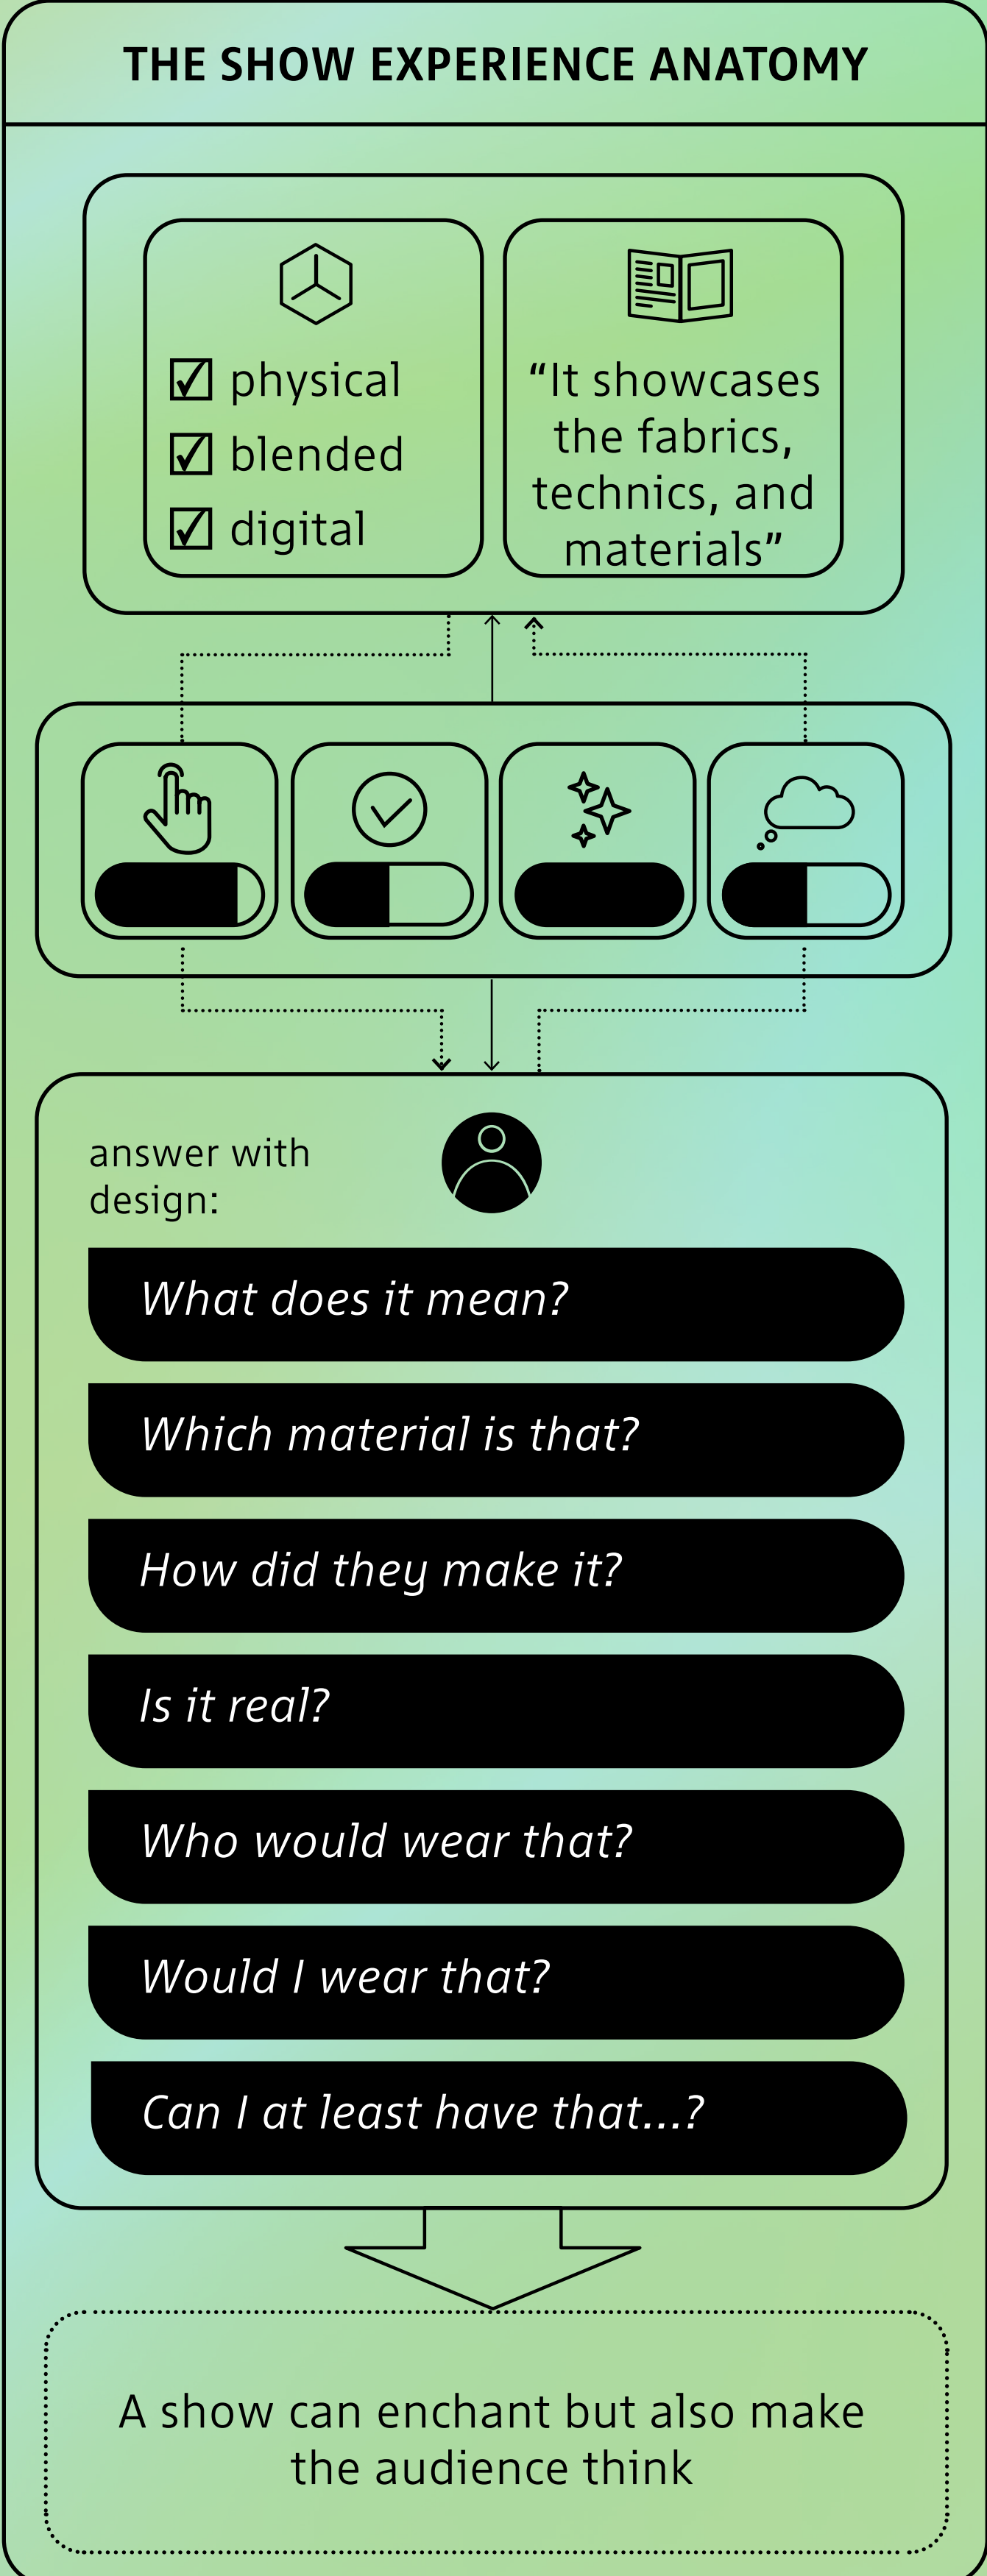 THE SHOW EXPERIENCE ANATOMY
physical
blended
digital
“It showcases
the fabrics,
technics, and
materials”
answer with
design:
What does it mean?
Which material is that?
How did they make it?
Is it real?
Who would wear that?
Would I wear that?
Can I at least have that...?
A show can enchant but also make
the audience think